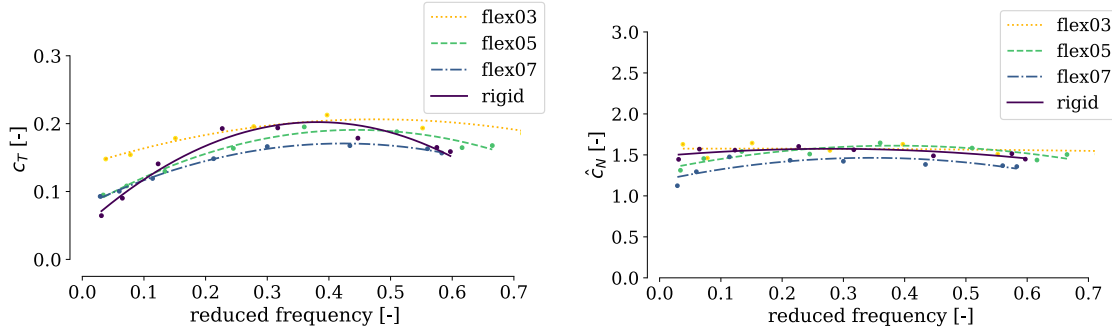 flex03
flex05
flex07
rigid
0.3
0.2
0.1
0.0
c_T [-]
0.0 0.1 0.2 0.3 0.4 0.5 0.6 0.7
reduced frequency [-]
flex03
flex05
flex07
rigid
3.0
2.5
2.0
1.5
1.0
0.5
0.0
ĉ_N [-]
0.0 0.1 0.2 0.3 0.4 0.5 0.6 0.7
reduced frequency [-]